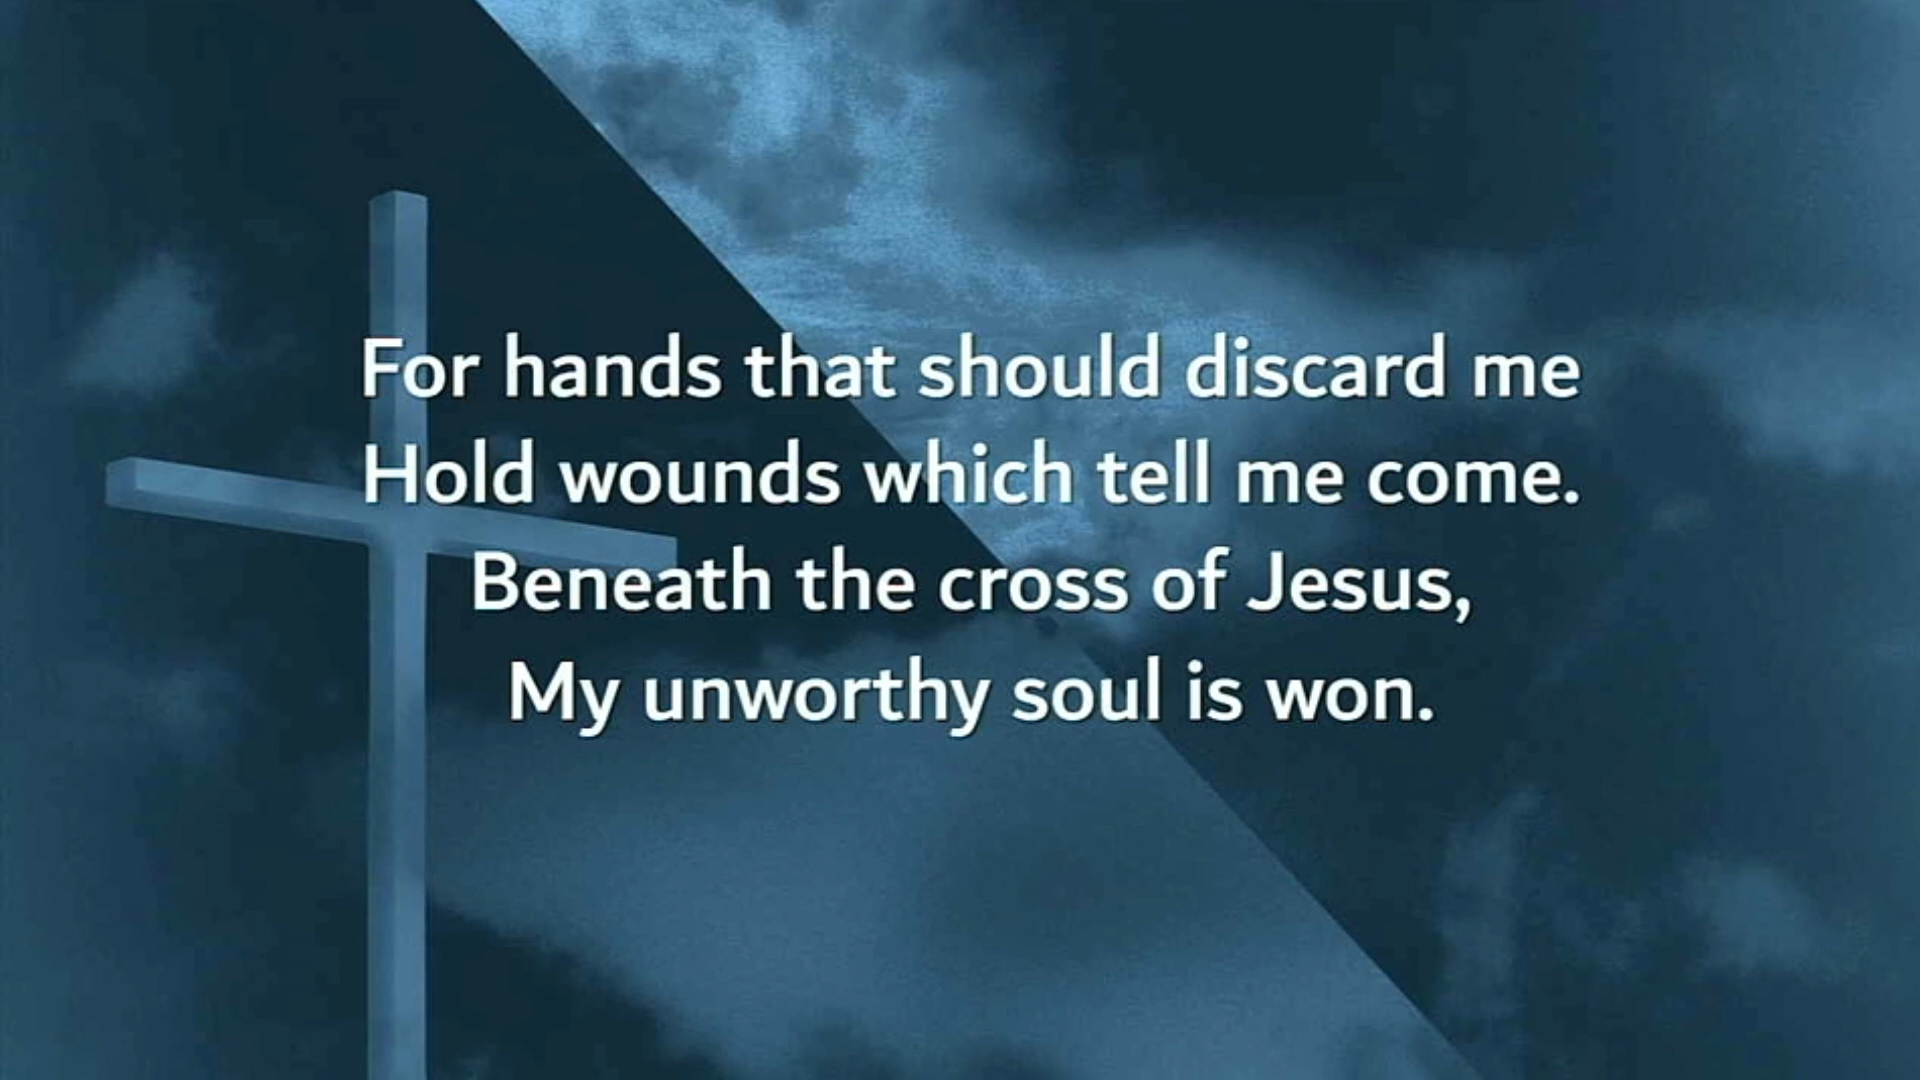 For hands that should discard me
Hold wounds which tell me come.
Beneath the cross of Jesus,
My unworthy soul is won.